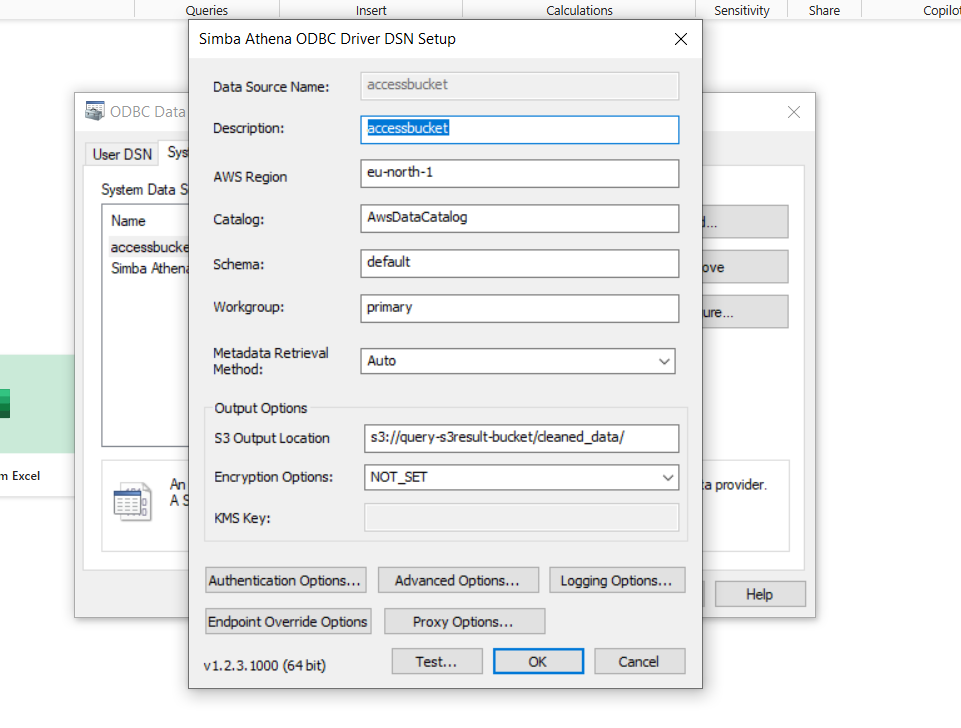 Queries Insert Calculations Sensitivity Share Copilot
Simba Athena ODBC Driver DSN Setup
ODBC Data
User DSN
System Data S
Name
accessbucke
Simba Athena
Data Source Name: accessbucket
Description: accessbucket
AWS Region eu-north-1
Catalog: AwsDataCatalog
Schema: default
Workgroup: primary
Metadata Retrieval
Method: Auto
Output Options
S3 Output Location s3://query-s3result-bucket/cleaned_data/
Encryption Options: NOT_SET
KMS Key:
m Excel
An
A S
ove
ure...
ta provider.
Authentication Options... Advanced Options... Logging Options...
Endpoint Override Options Proxy Options...
Help
v1.2.3.1000 (64 bit) Test... OK Cancel